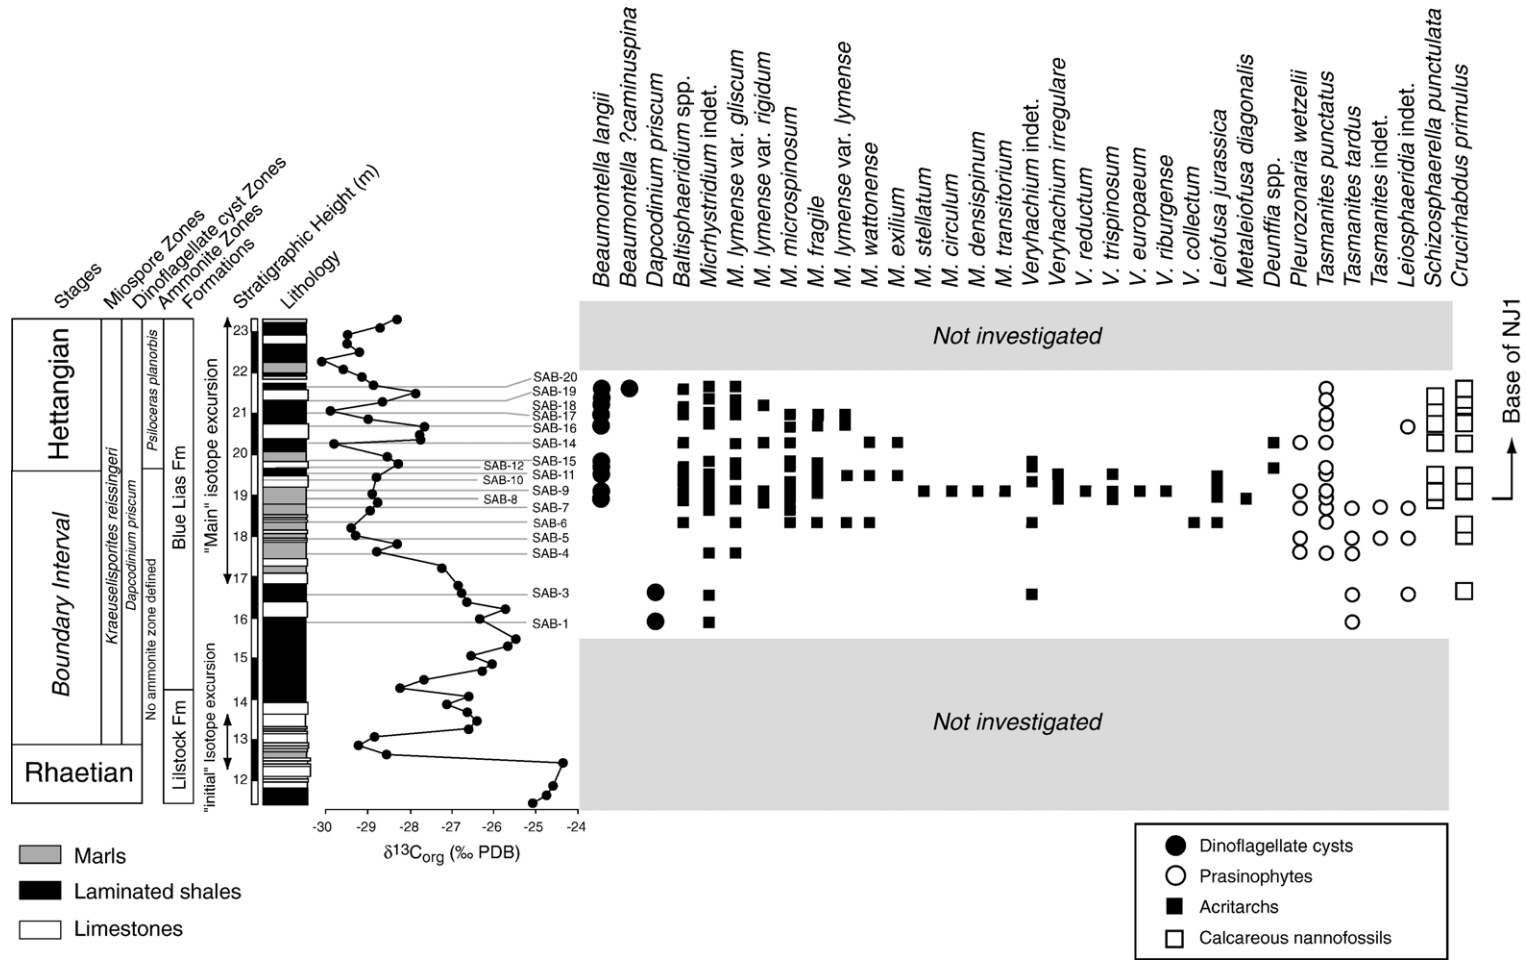 Stages
Miospore Zones
Dinoflagellate cyst Zones
Ammonite Zones
Formations
Stratigraphic Height (m)
Lithology
Beaumontella langii
Beaumontella ?caminuspina
Dapcodinium priscum
Baltisphaeridium spp.
Micrhystridium indet.
M. lymense var. gliscum
M. lymense var. rigidum
M. microspinosum
M. fragile
M. lymense var. lymense
M. wattonense
M. exilium
M. stellatum
M. circulum
M. densispinum
M. transitorium
Veryhachium indet.
Veryhachium irregulare
V. reductum
V. trispinosum
V. europaeum
V. riburgense
V. collectum
Leiofusa jurassica
Metaleiofusa diagonalis
Deunffia spp.
Pleurozonaria wetzelii
Tasmanites punctatus
Tasmanites tardus
Tasmanites indet.
Leiosphaeridia indet.
Schizosphaerella punctulata
Crucirhabdus primulus
Hettangian
Boundary Interval
Rhaetian
Kraeuselisporites reissingeri
Dapcodinium priscum
Psiloceras planorbis
No ammonite zone defined
Blue Lias Fm
Lilstock Fm
"Main" isotope excursion
"initial" Isotope excursion
23
22
21
20
19
18
17
16
15
14
13
12
SAB-20
SAB-19
SAB-18
SAB-17
SAB-16
SAB-14
SAB-15
SAB-12
SAB-11
SAB-10
SAB-9
SAB-8
SAB-7
SAB-6
SAB-5
SAB-4
SAB-3
SAB-1
Not investigated
Not investigated
Base of NJ1
-30 -29 -28 -27 -26 -25 -24
δ13Corg (‰ PDB)
Marls
Laminated shales
Limestones
Dinoflagellate cysts
Prasinophytes
Acritarchs
Calcareous nannofossils